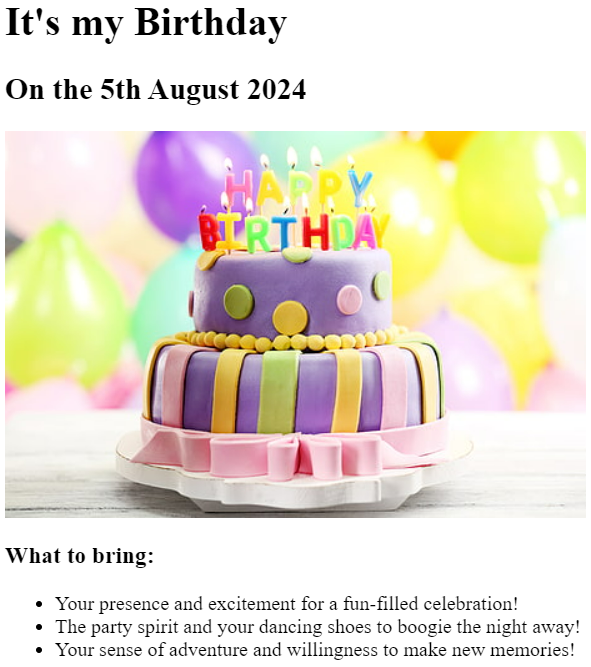 It's my Birthday
On the 5th August 2024
HAPPY
BIRTHDAY
What to bring:
Your presence and excitement for a fun-filled celebration!
The party spirit and your dancing shoes to boogie the night away!
Your sense of adventure and willingness to make new memories!